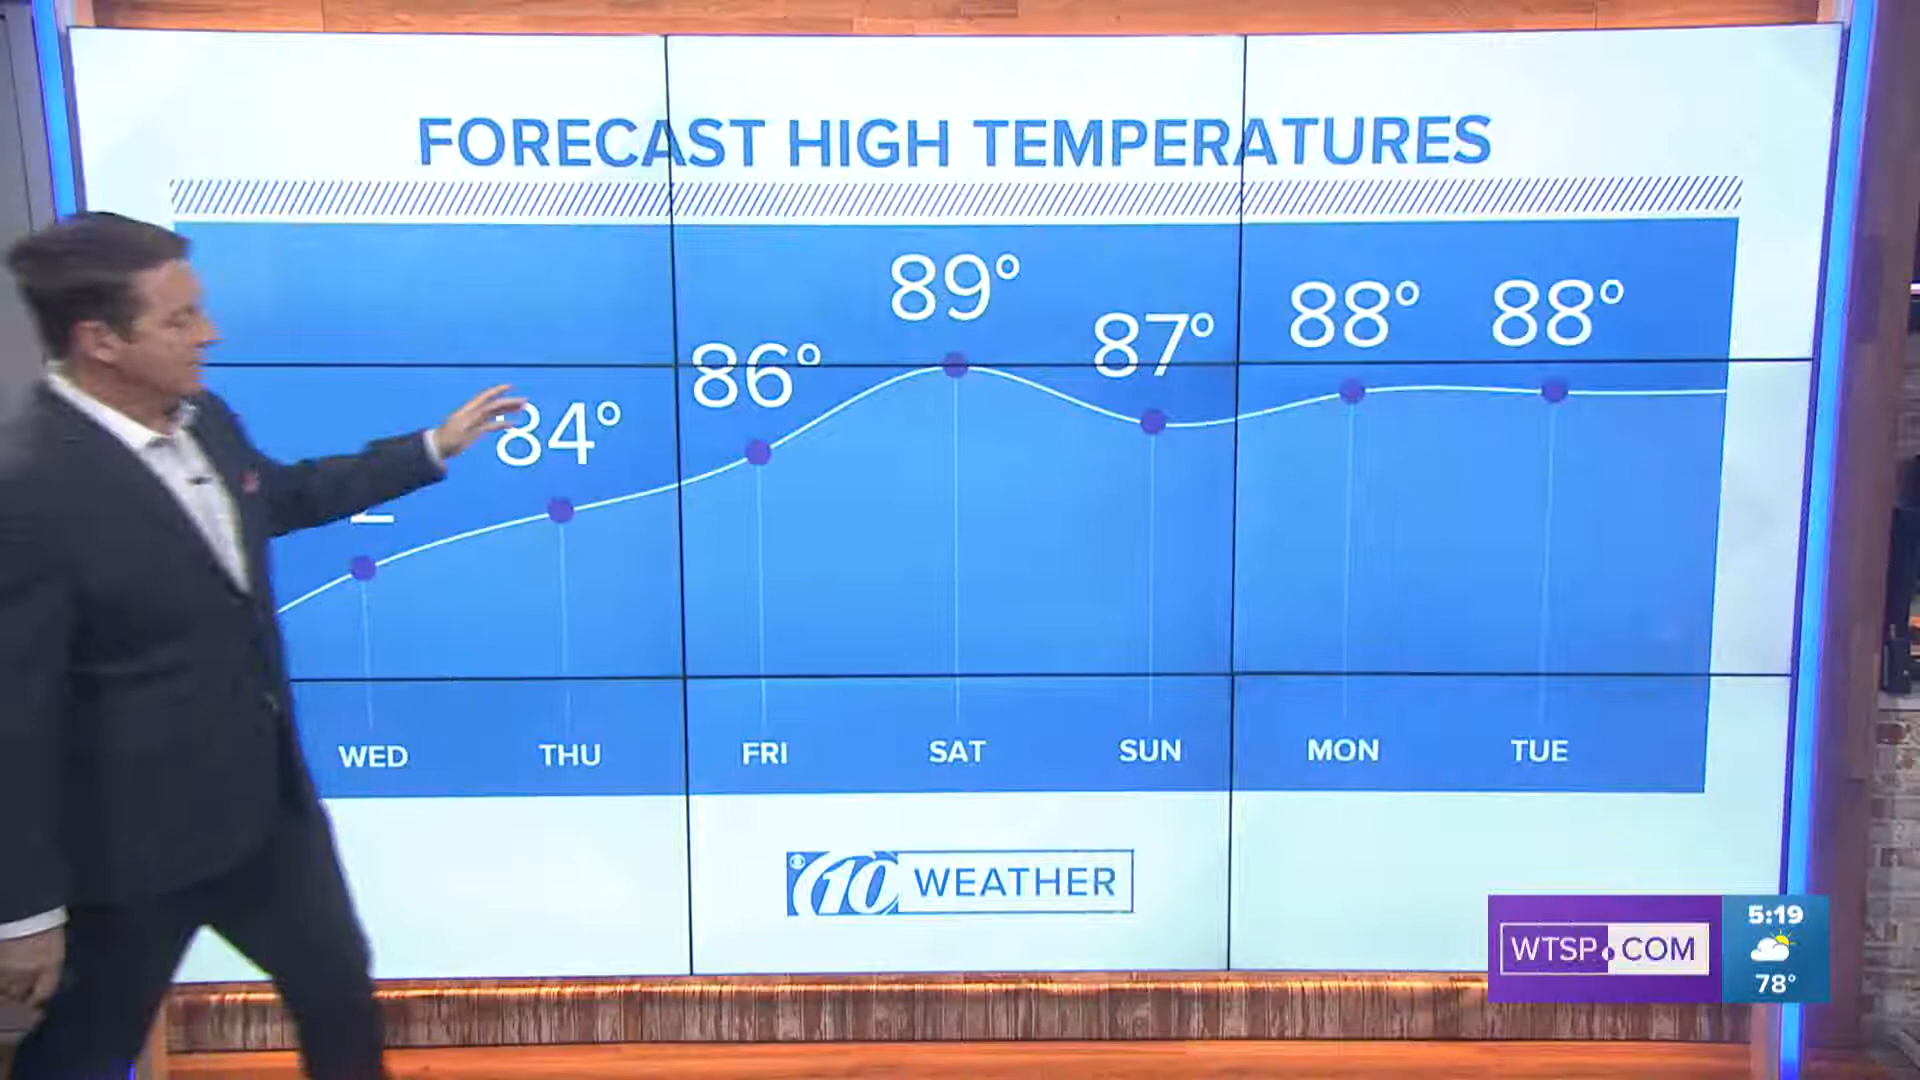 FORECAST HIGH TEMPERATURES
84° 86° 89° 87° 88° 88°
WED THU FRI SAT SUN MON TUE
10 WEATHER
WTSP.COM
5:19
78°